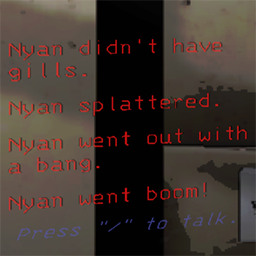 Nyan didn't have
gills.
Nyan splattered.
Nyan went out with
a bang.
Nyan went boom!
Press "/" to talk.